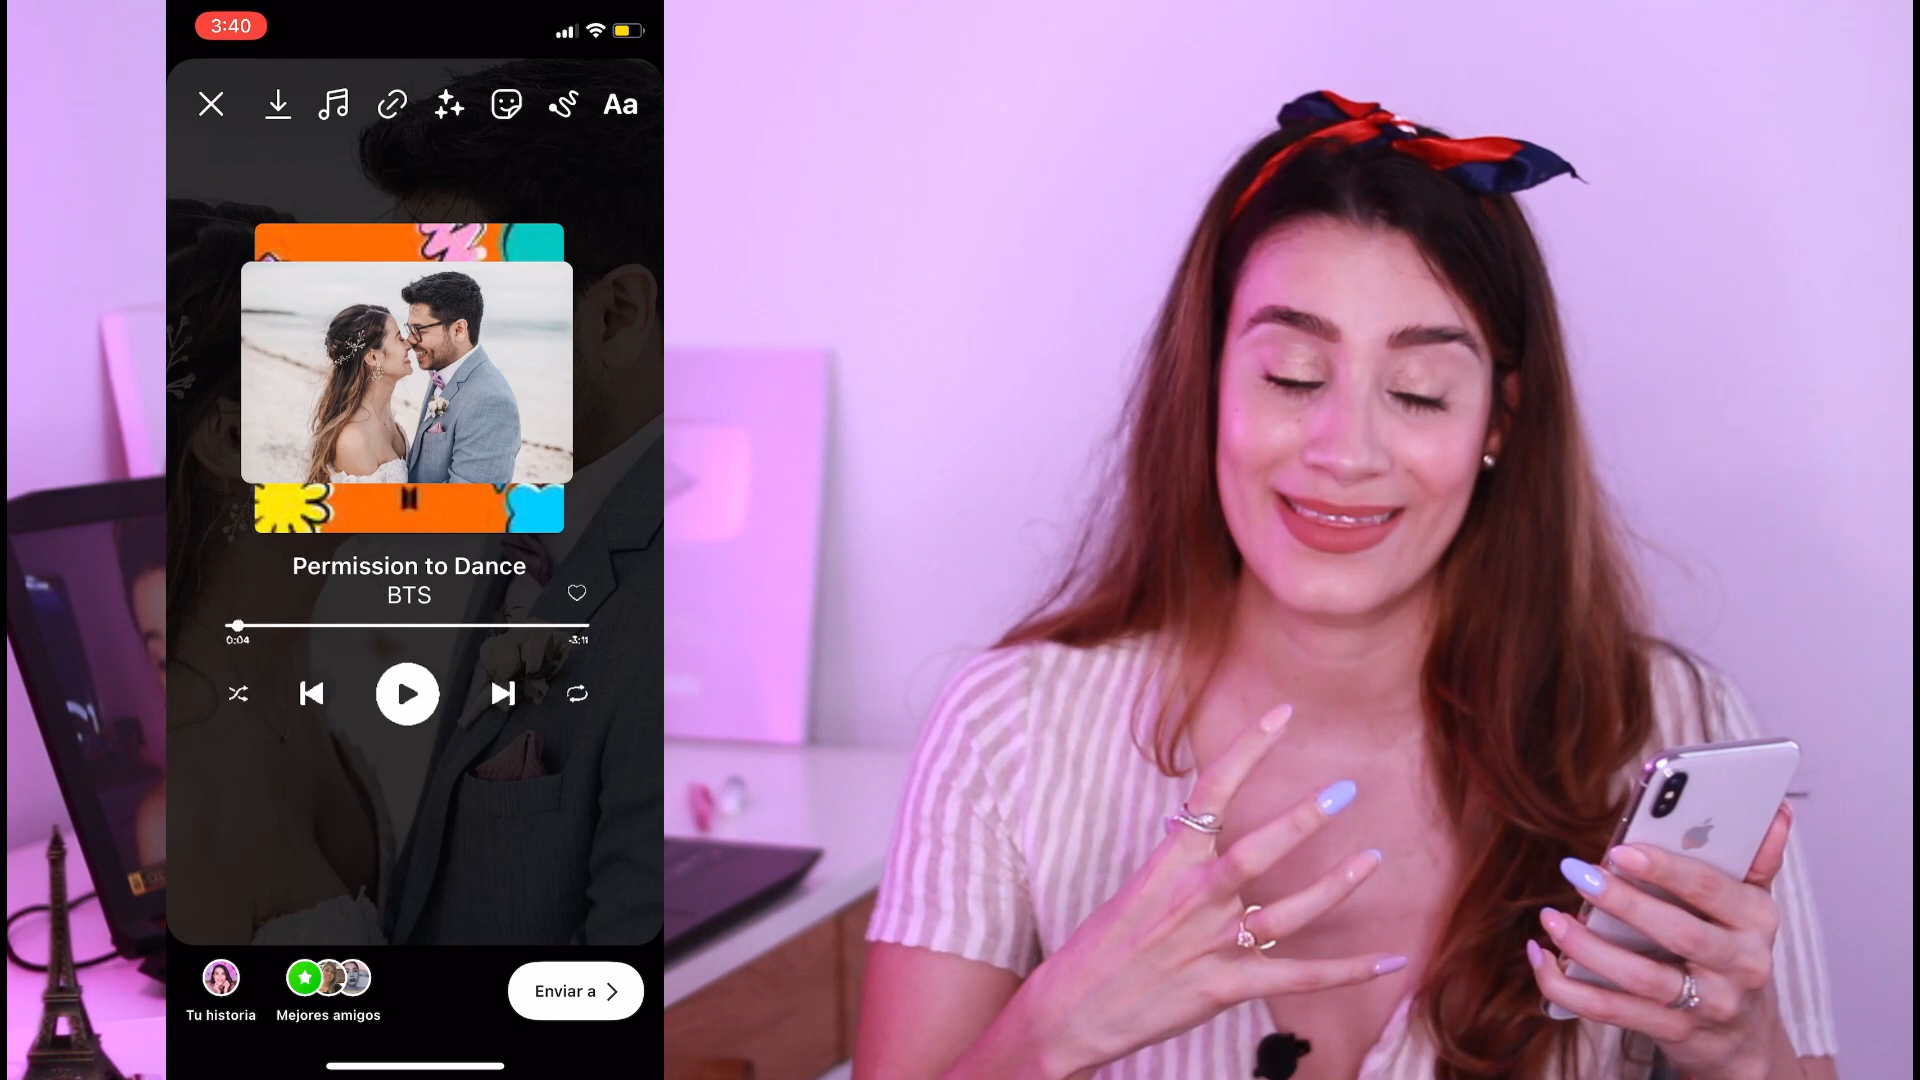 3:40
Aa
Permission to Dance
BTS
0:04
-3:11
Tu historia
Mejores amigos
Enviar a